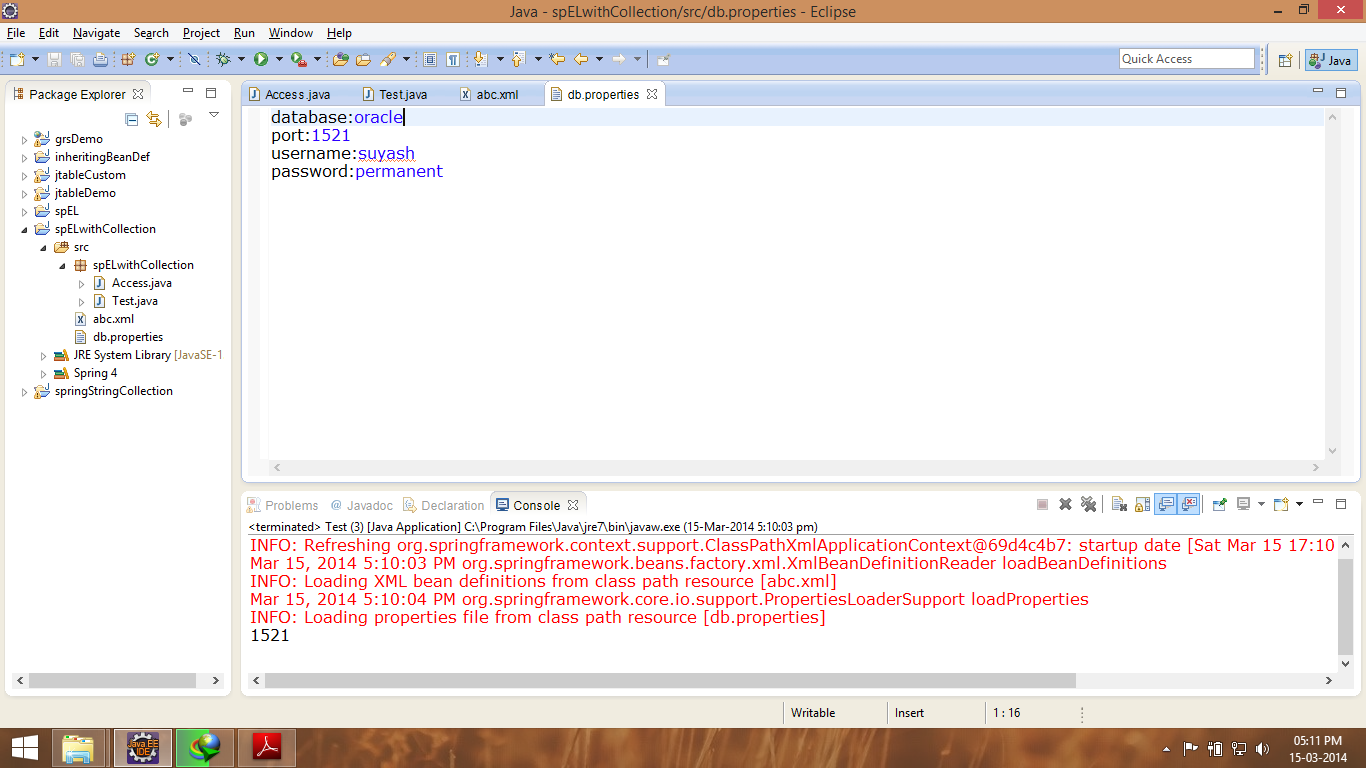 Java - spELwithCollection/src/db.properties - Eclipse
File Edit Navigate Search Project Run Window Help
Quick Access
Java
Package Explorer
Access.java
Test.java
abc.xml
db.properties
grsDemo
inheritingBeanDef
jtableCustom
jtableDemo
spEL
spELwithCollection
src
spELwithCollection
Access.java
Test.java
abc.xml
db.properties
JRE System Library [JavaSE-1
Spring 4
springStringCollection
database:oracle
port:1521
username:suyash
password:permanent
Problems @ Javadoc Declaration Console
<terminated> Test (3) [Java Application] C:\Program Files\Java\jre7\bin\javaw.exe (15-Mar-2014 5:10:03 pm)
INFO: Refreshing org.springframework.context.support.ClassPathXmlApplicationContext@69d4c4b7: startup date [Sat Mar 15 17:10
Mar 15, 2014 5:10:03 PM org.springframework.beans.factory.xml.XmlBeanDefinitionReader loadBeanDefinitions
INFO: Loading XML bean definitions from class path resource [abc.xml]
Mar 15, 2014 5:10:04 PM org.springframework.core.io.support.PropertiesLoaderSupport loadProperties
INFO: Loading properties file from class path resource [db.properties]
1521
Writable
Insert
1 : 16
Java EE
IDE
05:11 PM
15-03-2014